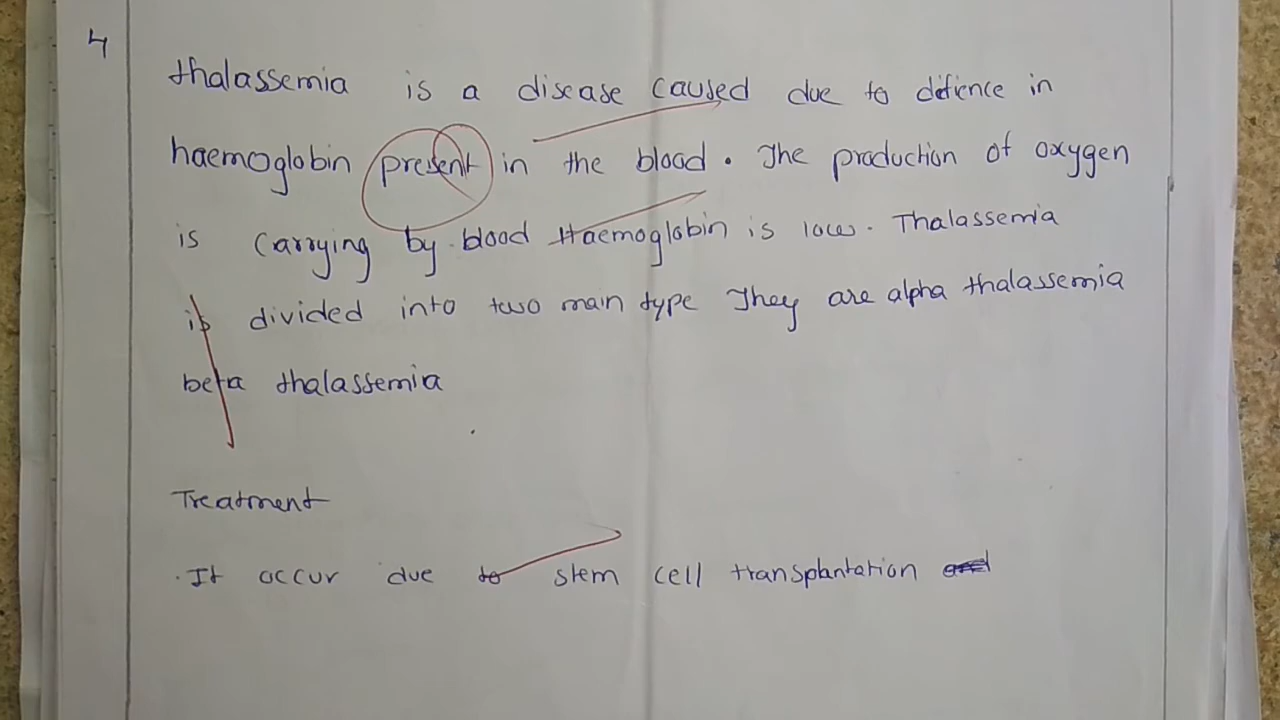 4
thalassemia is a disease caused due to difience in
haemoglobin present in the blood. The production of oxygen
is carrying by blood Haemoglobin is low. Thalassemia
is divided into two main type They are alpha thalassemia
beta thalassemia
Treatment
. It occur due to stem cell transplantation